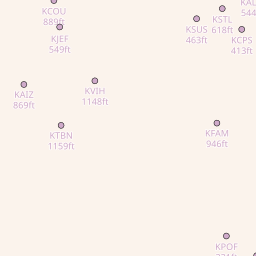 KCOU
889ft
KJEF
549ft
KSTL
618ft
KSUS
463ft
KCPS
413ft
544
KAIZ
869ft
KVIH
1148ft
KTBN
1159ft
KFAM
946ft
KPOF